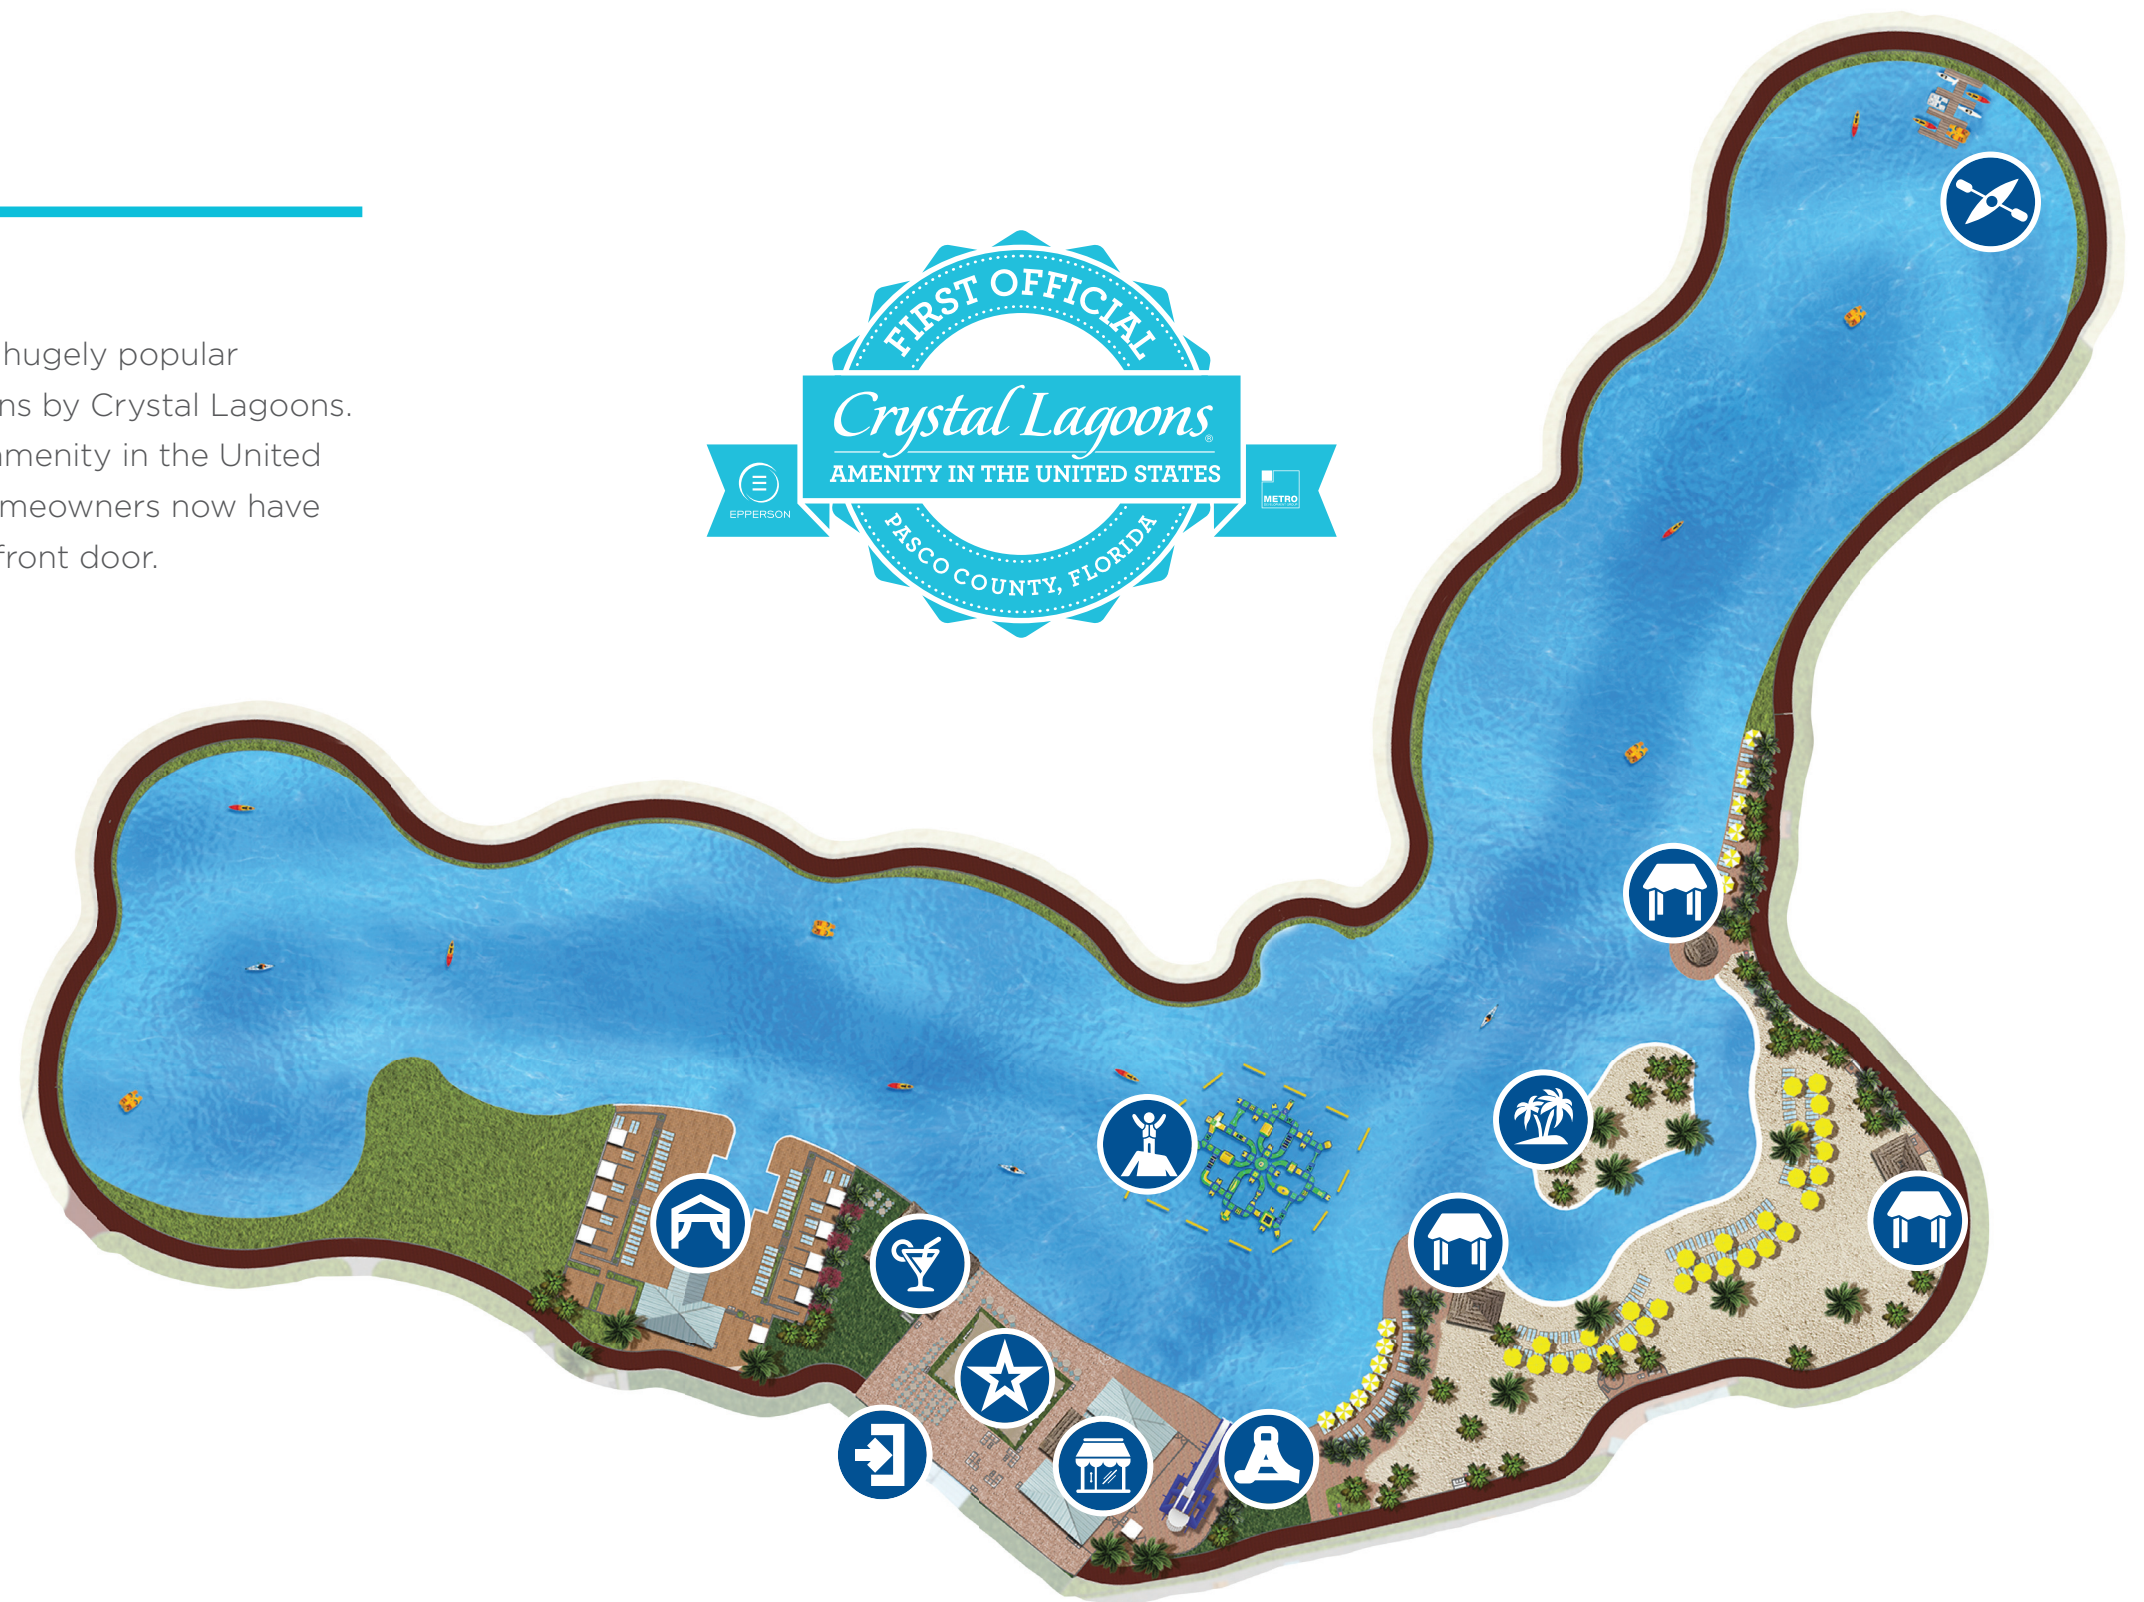 hugely popular
ns by Crystal Lagoons.
amenity in the United
meowners now have
front door.
FIRST OFFICIAL
Crystal Lagoons®
AMENITY IN THE UNITED STATES
EPPERSON
METRO
PASCO COUNTY, FLORIDA